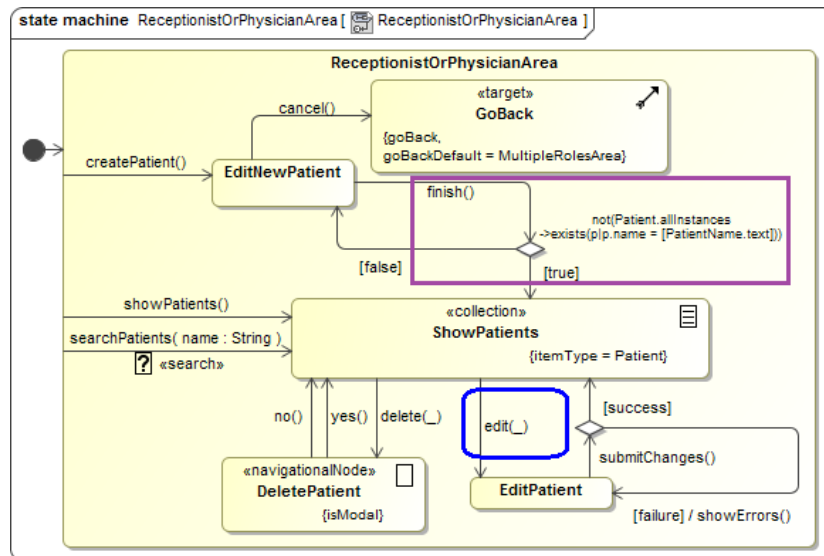 state machine ReceptionistOrPhysicianArea [ ReceptionistOrPhysicianArea ]
ReceptionistOrPhysicianArea
«target»
GoBack
{goBack,
goBackDefault = MultipleRolesArea}
cancel()
createPatient()
EditNewPatient
finish()
not(Patient.allInstances
->exists(p|p.name = [PatientName.text]))
[false]
[true]
showPatients()
searchPatients( name : String )
? «search»
«collection»
ShowPatients
{itemType = Patient}
no()
yes()
delete(_)
edit(_)
[success]
submitChanges()
«navigationalNode»
DeletePatient
{isModal}
EditPatient
[failure] / showErrors()